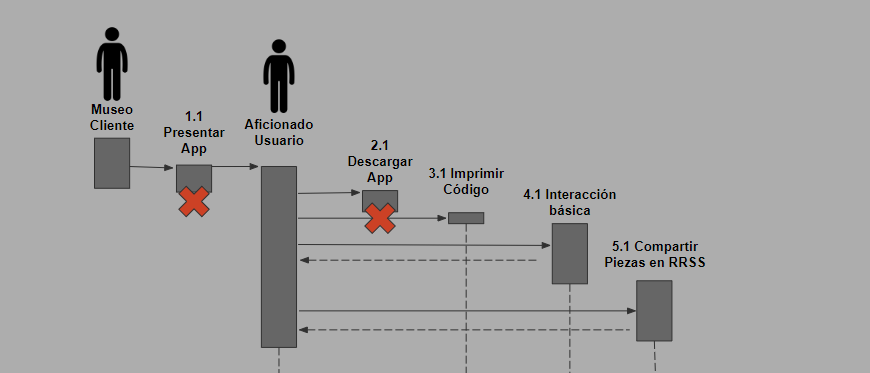 Museo
Cliente
1.1
Presentar
App
Aficionado
Usuario
2.1
Descargar
App
3.1 Imprimir
Código
4.1 Interacción
básica
5.1 Compartir
Piezas en RRSS